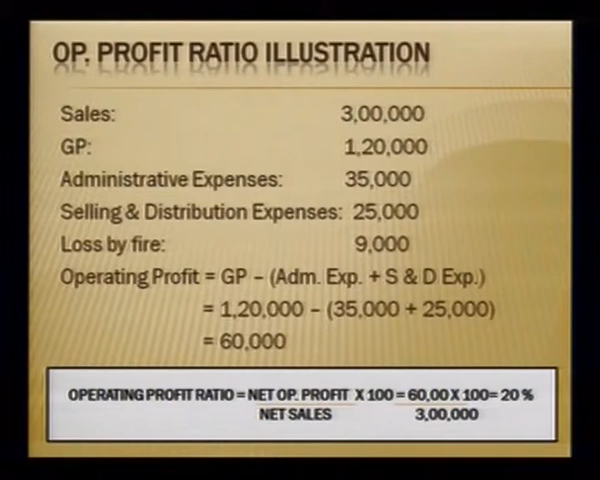 OP. PROFIT RATIO ILLUSTRATION
Sales: 3,00,000
GP: 1,20,000
Administrative Expenses: 35,000
Selling & Distribution Expenses: 25,000
Loss by fire: 9,000
Operating Profit = GP – (Adm. Exp. + S & D Exp.)
= 1,20,000 – (35,000 + 25,000)
= 60,000
OPERATING PROFIT RATIO = NET OP. PROFIT X 100 = 60,00 X 100= 20 %
NET SALES 3,00,000